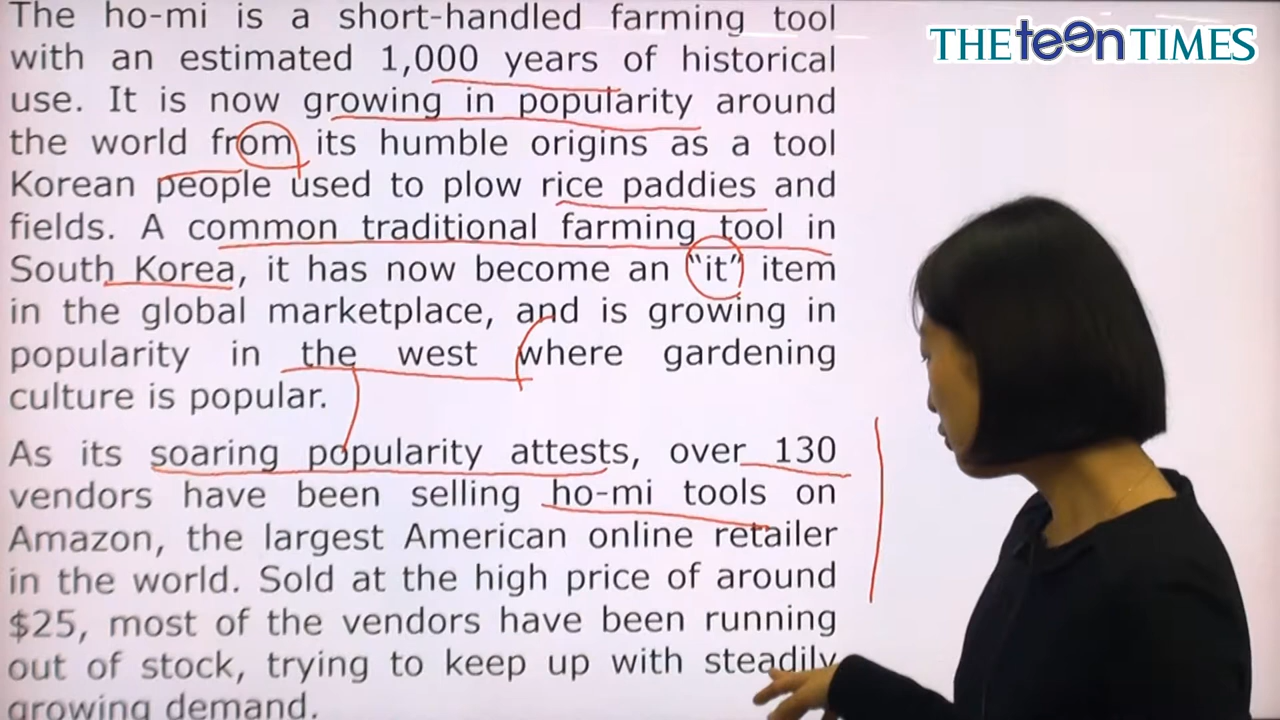 THE teen TIMES
The ho-mi is a short-handled farming tool
with an estimated 1,000 years of historical
use. It is now growing in popularity around
the world from its humble origins as a tool
Korean people used to plow rice paddies and
fields. A common traditional farming tool in
South Korea, it has now become an “it” item
in the global marketplace, and is growing in
popularity in the west where gardening
culture is popular.
As its soaring popularity attests, over 130
vendors have been selling ho-mi tools on
Amazon, the largest American online retailer
in the world. Sold at the high price of around
$25, most of the vendors have been running
out of stock, trying to keep up with steadily
growing demand.